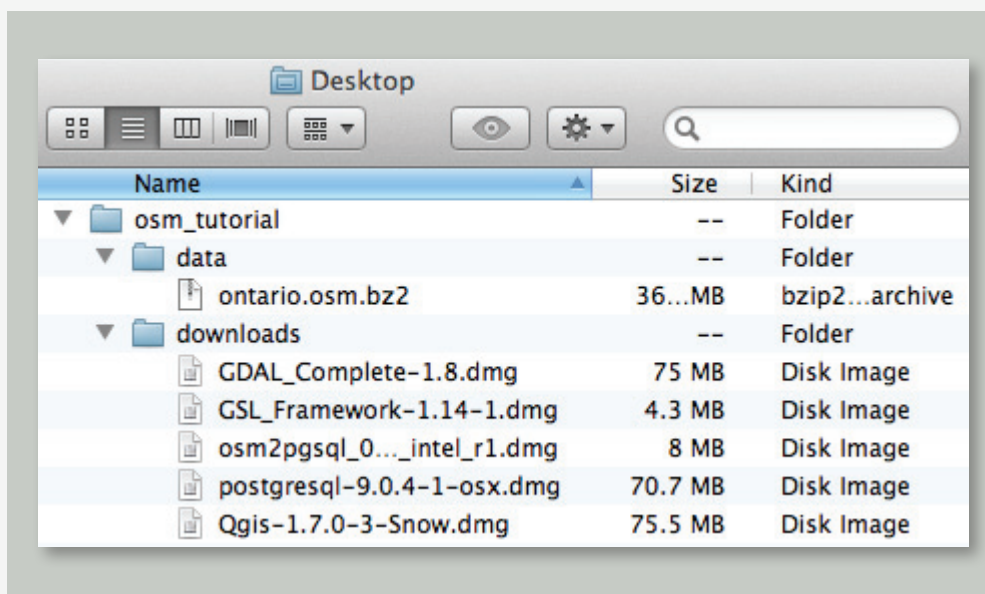 Desktop
Name Size Kind
osm_tutorial -- Folder
data -- Folder
ontario.osm.bz2 36...MB bzip2...archive
downloads -- Folder
GDAL_Complete-1.8.dmg 75 MB Disk Image
GSL_Framework-1.14-1.dmg 4.3 MB Disk Image
osm2pgsql_0..._intel_r1.dmg 8 MB Disk Image
postgresql-9.0.4-1-osx.dmg 70.7 MB Disk Image
Qgis-1.7.0-3-Snow.dmg 75.5 MB Disk Image